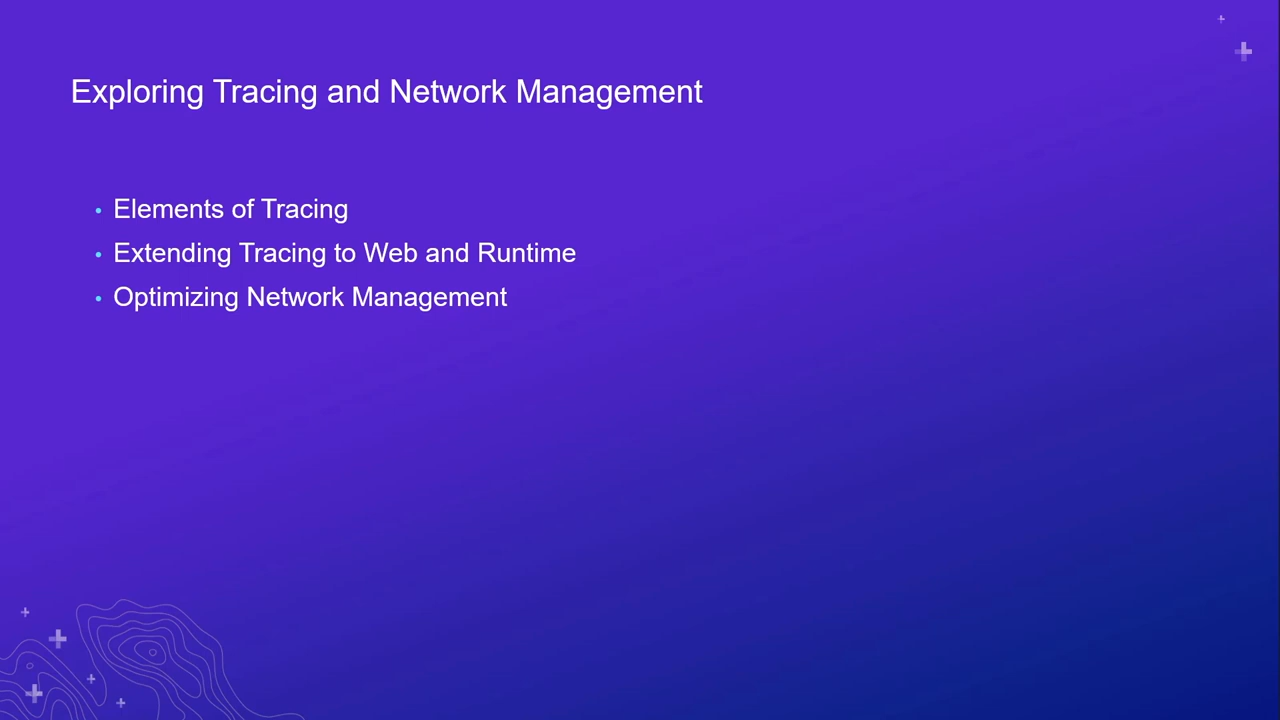 Exploring Tracing and Network Management
• Elements of Tracing
• Extending Tracing to Web and Runtime
• Optimizing Network Management